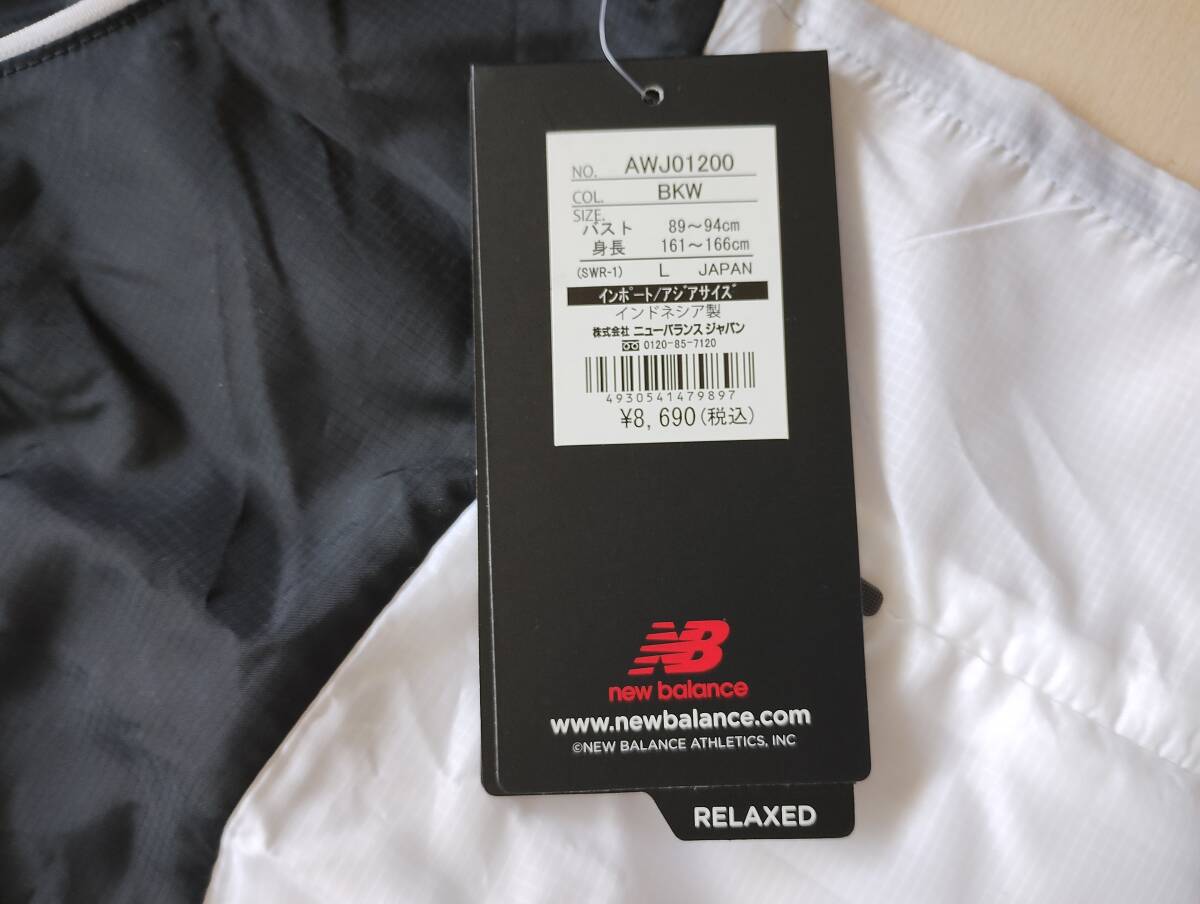 NO. AWJ01200
COL. BKW
SIZE.
バスト 89～94cm
身長 161～166cm
(SWR-1) L JAPAN
インポート/アジアサイズ
インドネシア製
株式会社 ニューバランス ジャパン
0120-85-7120
4930541479897
¥8,690(税込)
NB
new balance
www.newbalance.com
©NEW BALANCE ATHLETICS, INC
RELAXED